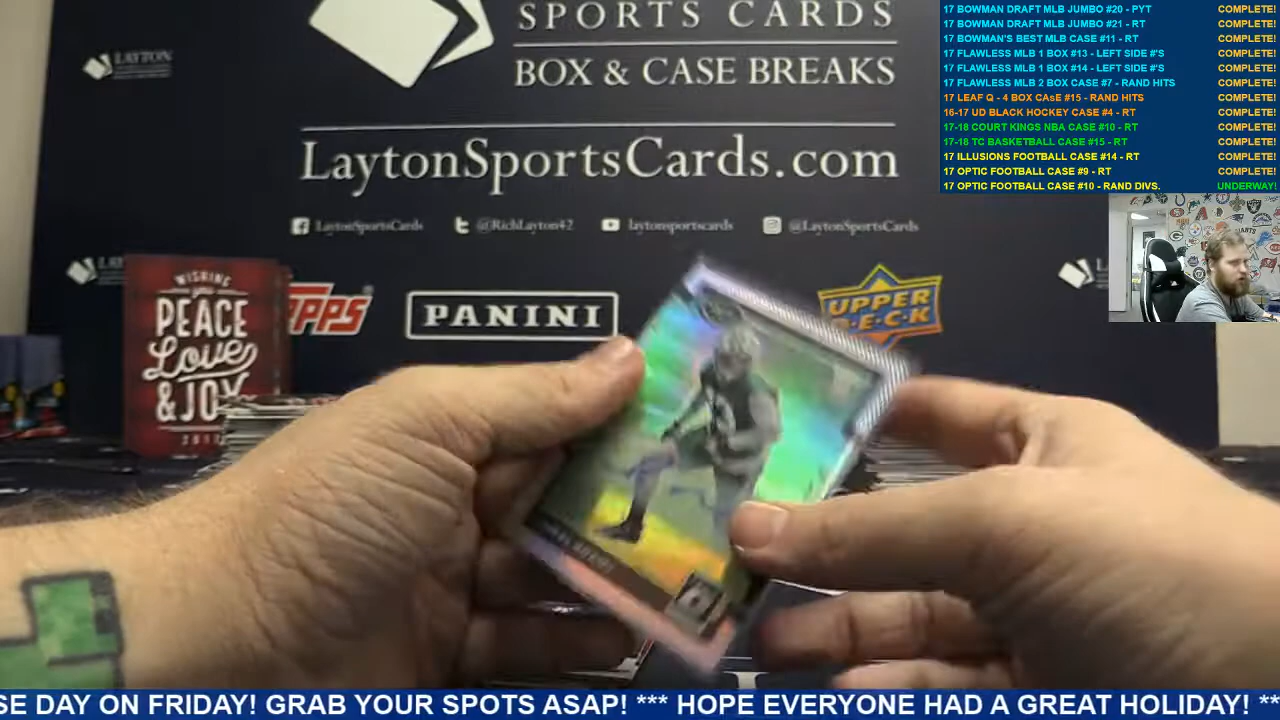 SPORTS CARDS
BOX & CASE BREAKS
LaytonSportsCards.com
LaytonSportsCards
@RichLayton42
laytonsportscards
@LaytonSportsCards
LAYTON
WISHING
PEACE
Love
& JOY
PANINI
UPPER
17 BOWMAN DRAFT MLB JUMBO #20 - PYT COMPLETE!
17 BOWMAN DRAFT MLB JUMBO #21 - RT COMPLETE!
17 BOWMAN'S BEST MLB CASE #11 - RT COMPLETE!
17 FLAWLESS MLB 1 BOX #13 - LEFT SIDE #'S COMPLETE!
17 FLAWLESS MLB 1 BOX #14 - LEFT SIDE #'S COMPLETE!
17 FLAWLESS MLB 2 BOX CASE #7 - RAND HITS COMPLETE!
17 LEAF Q - 4 BOX CAsE #15 - RAND HITS COMPLETE!
16-17 UD BLACK HOCKEY CASE #4 - RT COMPLETE!
17-18 COURT KINGS NBA CASE #10 - RT COMPLETE!
17-18 TC BASKETBALL CASE #15 - RT COMPLETE!
17 ILLUSIONS FOOTBALL CASE #14 - RT COMPLETE!
17 OPTIC FOOTBALL CASE #9 - RT COMPLETE!
17 OPTIC FOOTBALL CASE #10 - RAND DIVS. UNDERWAY!
SE DAY ON FRIDAY! GRAB YOUR SPOTS ASAP! *** HOPE EVERYONE HAD A GREAT HOLIDAY! **